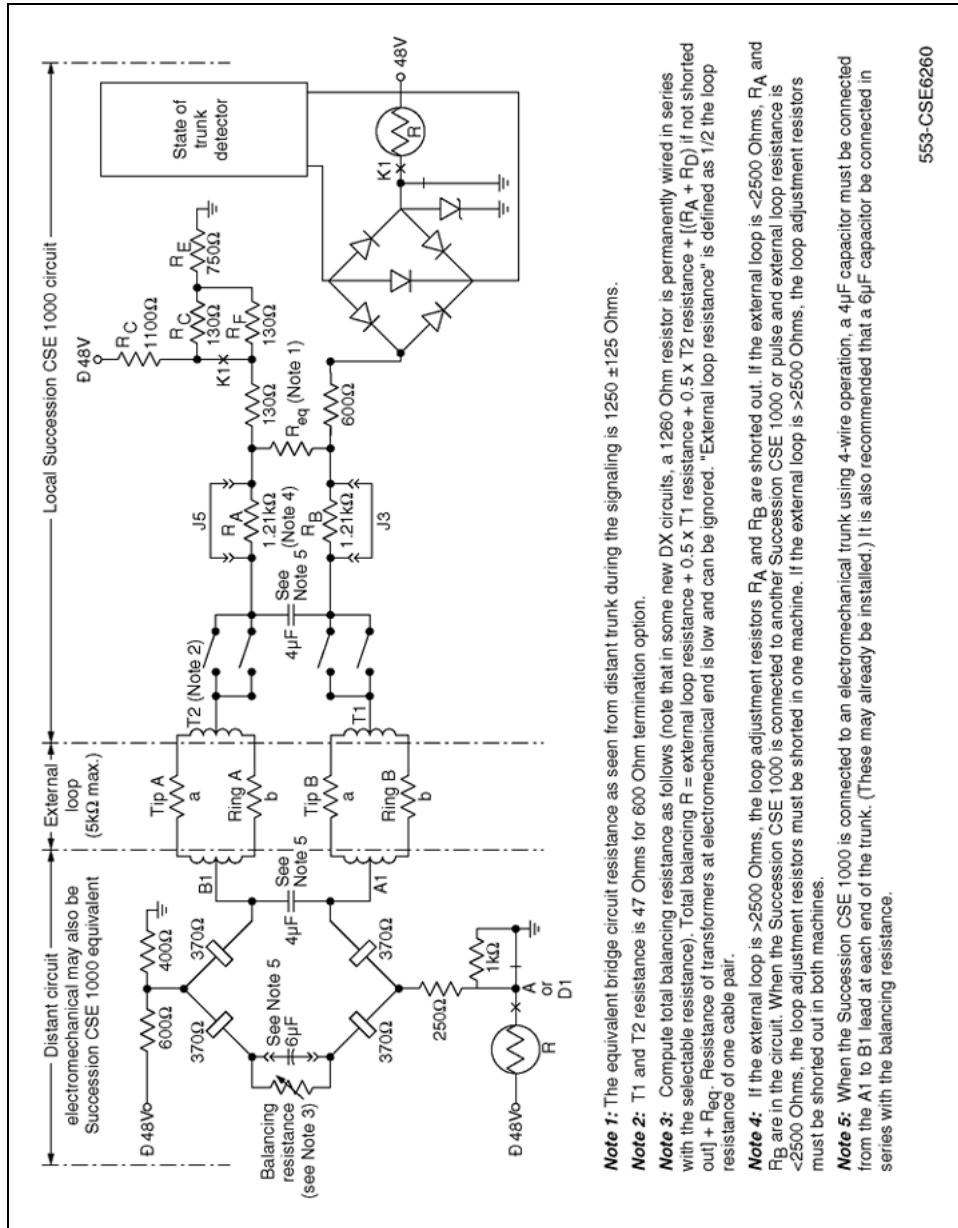 Distant circuit
electromechanical may also be
Succession CSE 1000 equivalent
External
loop
(5kΩ max.)
Local Succession CSE 1000 circuit
Ð48V
600Ω
400Ω
370Ω
370Ω
370Ω
370Ω
Balancing
resistance
(see Note 3)
See Note 5
6µF
4µF
See
Note 5
B1
A1
250Ω
1kΩ
Ð48V
R
A
or
D1
Tip A
a
Ring A
b
Tip B
a
Ring B
b
T2 (Note 2)
T1
4µF
See
Note 5
J5
RA
1.21kΩ
(Note 4)
RB
1.21kΩ
J3
Req (Note 1)
130Ω
600Ω
Ð48V
RC
1100Ω
K1
RC
130Ω
RF
130Ω
RE
750Ω
State of
trunk
detector
K1
R
48V
Note 1: The equivalent bridge circuit resistance as seen from distant trunk during the signaling is 1250 ±125 Ohms.
Note 2: T1 and T2 resistance is 47 Ohms for 600 Ohm termination option.
Note 3: Compute total balancing resistance as follows (note that in some new DX circuits, a 1260 Ohm resistor is permanently wired in series
with the selectable resistance). Total balancing R = external loop resistance + 0.5 x T1 resistance + 0.5 x T2 resistance + [(RA + RD) if not shorted
out] + Req. Resistance of transformers at electromechanical end is low and can be ignored. "External loop resistance" is defined as 1/2 the loop
resistance of one cable pair.
Note 4: If the external loop is >2500 Ohms, the loop adjustment resistors RA and RB are shorted out. If the external loop is <2500 Ohms, RA and
RB are in the circuit. When the Succession CSE 1000 is connected to another Succession CSE 1000 or pulse and external loop resistance is
<2500 Ohms, the loop adjustment resistors must be shorted in one machine. If the external loop is >2500 Ohms, the loop adjustment resistors
must be shorted out in both machines.
Note 5: When the Succession CSE 1000 is connected to an electromechanical trunk using 4-wire operation, a 4µF capacitor must be connected
from the A1 to B1 lead at each end of the trunk. (These may already be installed.) It is also recommended that a 6µF capacitor be connected in
series with the balancing resistance.
553-CSE6260